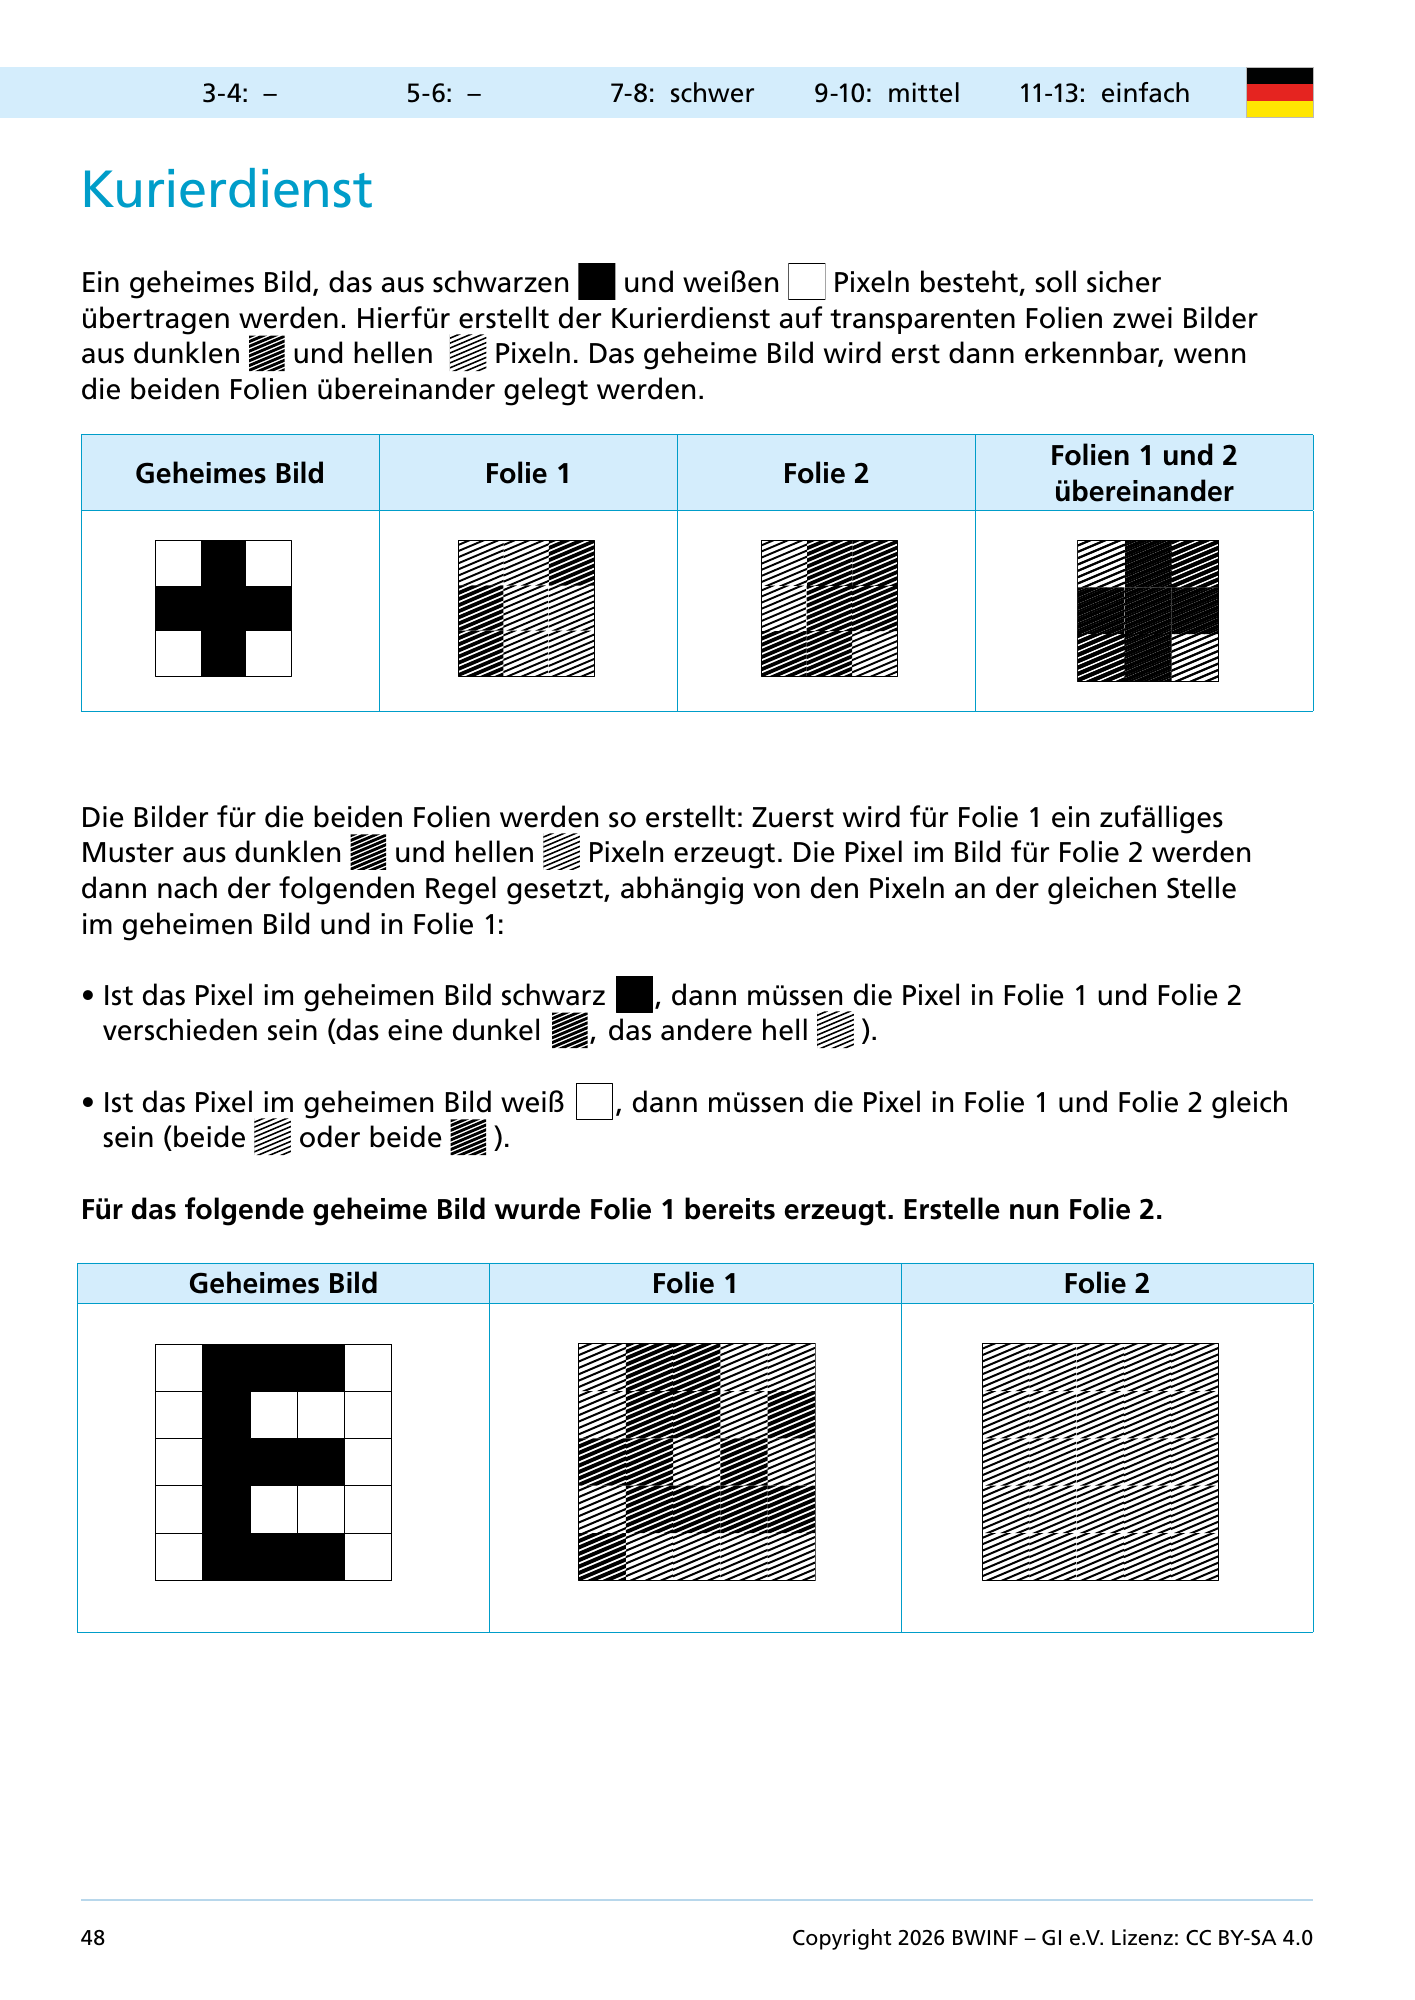 3-4: –   5-6: –   7-8: schwer   9-10: mittel   11-13: einfach
Kurierdienst
Ein geheimes Bild, das aus schwarzen und weißen Pixeln besteht, soll sicher
übertragen werden. Hierfür erstellt der Kurierdienst auf transparenten Folien zwei Bilder
aus dunklen und hellen Pixeln. Das geheime Bild wird erst dann erkennbar, wenn
die beiden Folien übereinander gelegt werden.
Geheimes Bild   Folie 1   Folie 2   Folien 1 und 2
übereinander
Die Bilder für die beiden Folien werden so erstellt: Zuerst wird für Folie 1 ein zufälliges
Muster aus dunklen und hellen Pixeln erzeugt. Die Pixel im Bild für Folie 2 werden
dann nach der folgenden Regel gesetzt, abhängig von den Pixeln an der gleichen Stelle
im geheimen Bild und in Folie 1:
• Ist das Pixel im geheimen Bild schwarz , dann müssen die Pixel in Folie 1 und Folie 2
verschieden sein (das eine dunkel , das andere hell ).
• Ist das Pixel im geheimen Bild weiß , dann müssen die Pixel in Folie 1 und Folie 2 gleich
sein (beide oder beide ).
Für das folgende geheime Bild wurde Folie 1 bereits erzeugt. Erstelle nun Folie 2.
Geheimes Bild   Folie 1   Folie 2
48   Copyright 2026 BWINF – GI e.V. Lizenz: CC BY-SA 4.0